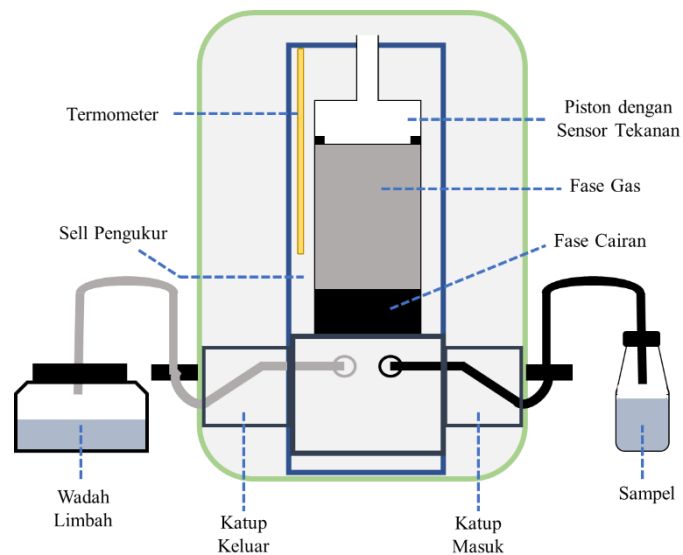 Termometer
Piston dengan
Sensor Tekanan
Fase Gas
Sell Pengukur
Fase Cairan
Wadah
Limbah
Katup
Keluar
Katup
Masuk
Sampel